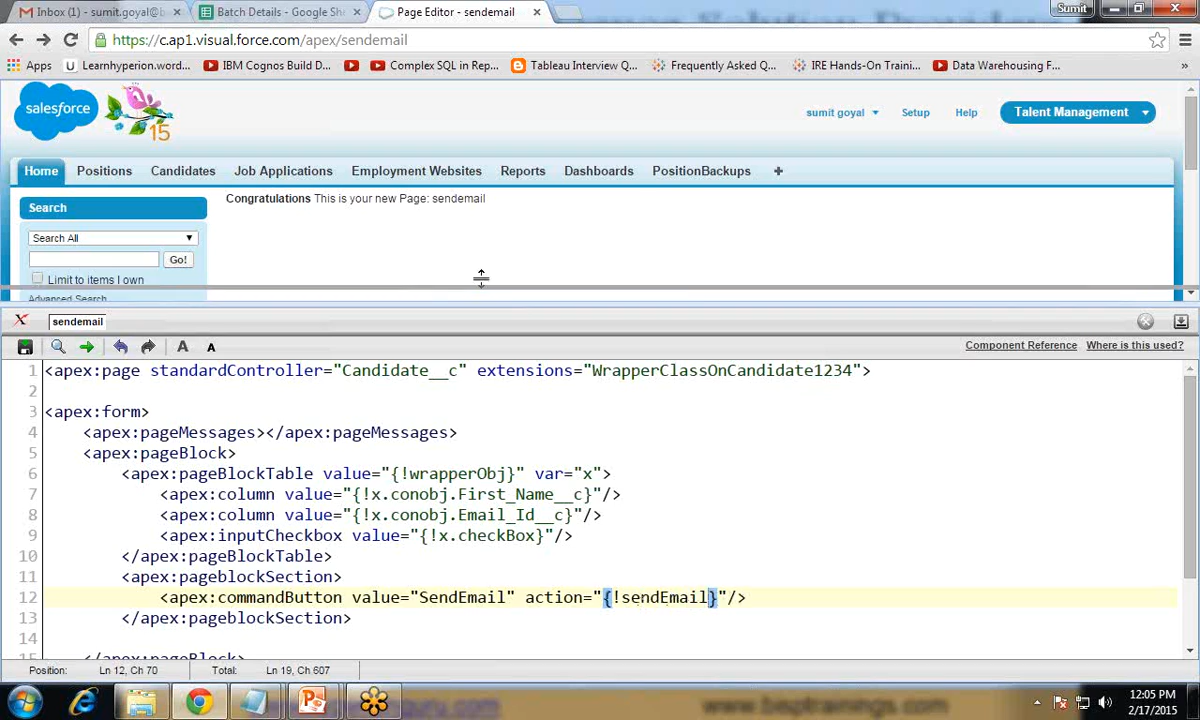 Inbox (1) - sumit.goyal@b
Batch Details - Google She
Page Editor - sendemail
Sumit
https://c.ap1.visual.force.com/apex/sendemail
Apps
Learnhyperion.word...
IBM Cognos Build D...
Complex SQL in Rep...
Tableau Interview Q...
Frequently Asked Q...
IRE Hands-On Traini...
Data Warehousing F...
»
salesforce
15
sumit goyal
Setup
Help
Talent Management
Home
Positions
Candidates
Job Applications
Employment Websites
Reports
Dashboards
PositionBackups
+
Search
Search All
Go!
Limit to items I own
Advanced Search
Congratulations This is your new Page: sendemail
sendemail
Component Reference
Where is this used?
A
A
1 <apex:page standardController="Candidate__c" extensions="WrapperClassOnCandidate1234">
2
3 <apex:form>
4 <apex:pageMessages></apex:pageMessages>
5 <apex:pageBlock>
6 <apex:pageBlockTable value="{!wrapperObj}" var="x">
7 <apex:column value="{!x.conobj.First_Name__c}"/>
8 <apex:column value="{!x.conobj.Email_Id__c}"/>
9 <apex:inputCheckbox value="{!x.checkBox}"/>
10 </apex:pageBlockTable>
11 <apex:pageblockSection>
12 <apex:commandButton value="SendEmail" action="{!sendEmail}"/>
13 </apex:pageblockSection>
14
15 </apex:pageBlock>
Position: Ln 12, Ch 70
Total: Ln 19, Ch 607
www.bisptrainings.com
12:05 PM
2/17/2015